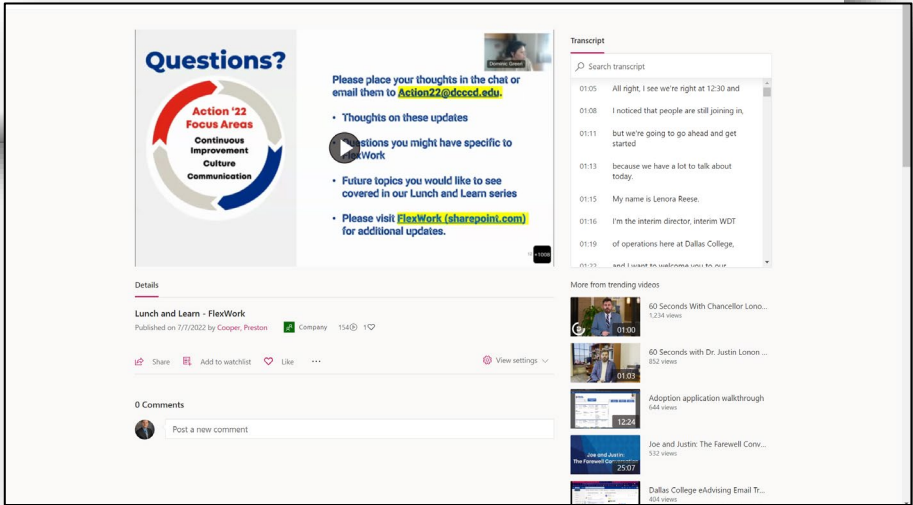 Questions?
Action '22
Focus Areas
Continuous
Improvement
Culture
Communication
Please place your thoughts in the chat or
email them to Action22@dcccd.edu.
• Thoughts on these updates
• Questions you might have specific to
FlexWork
• Future topics you would like to see
covered in our Lunch and Learn series
• Please visit FlexWork (sharepoint.com)
for additional updates.
+1008
Details
Lunch and Learn - FlexWork
Published on 7/7/2022 by Cooper, Preston Company 154 1
Share Add to watchlist Like ... View settings
0 Comments
Post a new comment
Transcript
Search transcript
01:05 All right, I see we're right at 12:30 and
01:08 I noticed that people are still joining in,
01:11 but we're going to go ahead and get
started
01:13 because we have a lot to talk about
today.
01:15 My name is Lenora Reese.
01:16 I'm the interim director, interim WDT
01:19 of operations here at Dallas College,
01:22 and I want to welcome you to our
More from trending videos
60 Seconds With Chancellor Lono...
1,234 views
01:00
60 Seconds with Dr. Justin Lonon ...
852 views
01:03
Adoption application walkthrough
644 views
12:24
Joe and Justin: The Farewell Conv...
532 views
Joe and Justin:
The Farewell
25:07
Dallas College eAdvising Email Tr...
404 views